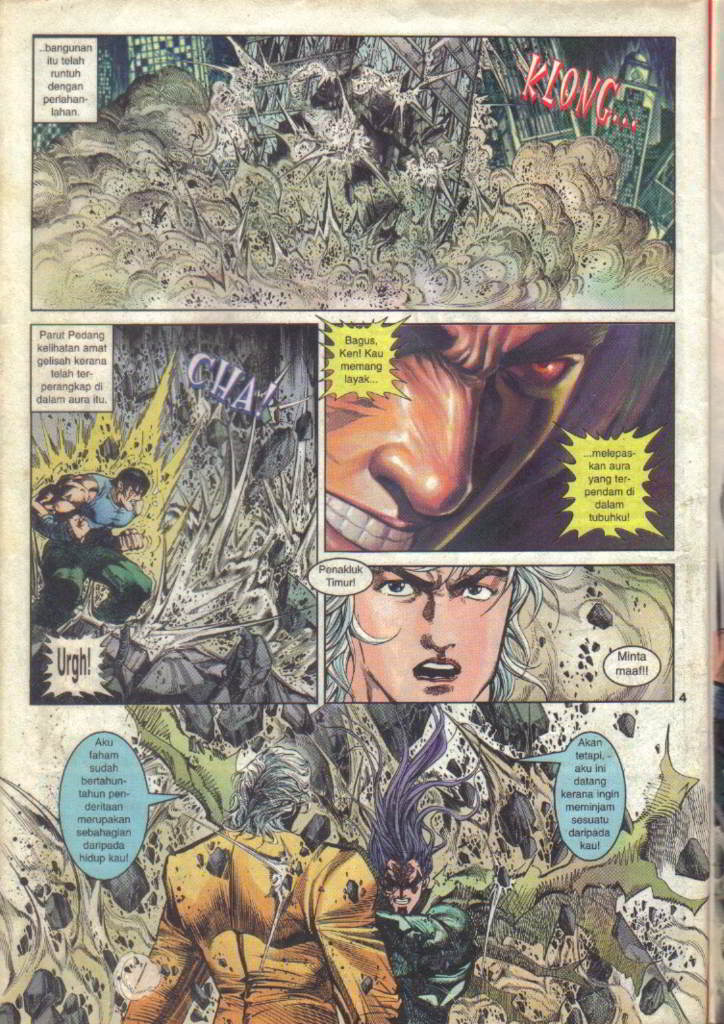 ..bangunan
itu telah
runtuh
dengan
perlahan-
lahan.
KLONG...
Parut Pedang
kelihatan amat
gelisah kerana
telah ter-
perangkap di
dalam aura itu.
CHA!
Urgh!
Bagus,
Ken! Kau
memang
layak...
...melepas-
kan aura
yang ter-
pendam di
dalam
tubuhku!
Penakluk
Timur!
Minta
maaf!!
4
Aku
faham
sudah
bertahun-
tahun pen-
deritaan
merupakan
sebahagian
daripada
hidup kau!
Akan
tetapi, -
aku ini
datang
kerana ingin
meminjam
sesuatu
daripada
kau!